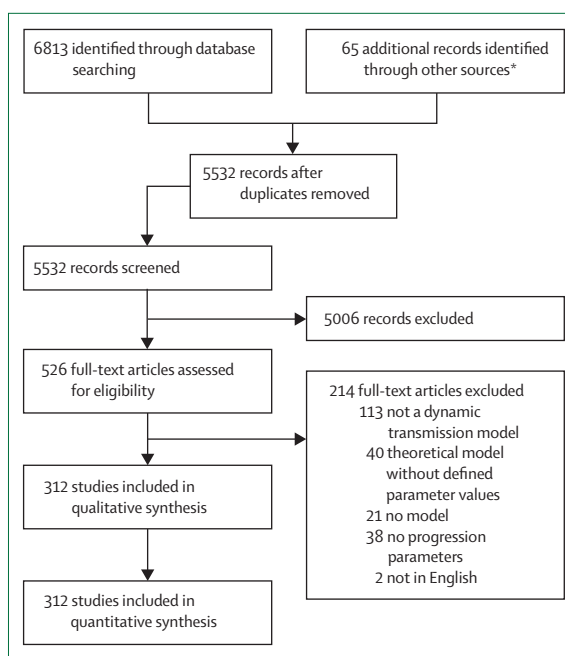 6813 identified through database
searching
65 additional records identified
through other sources*
5532 records after
duplicates removed
5532 records screened
5006 records excluded
526 full-text articles assessed
for eligibility
214 full-text articles excluded
113 not a dynamic
transmission model
40 theoretical model
without defined
parameter values
21 no model
38 no progression
parameters
2 not in English
312 studies included in
qualitative synthesis
312 studies included in
quantitative synthesis